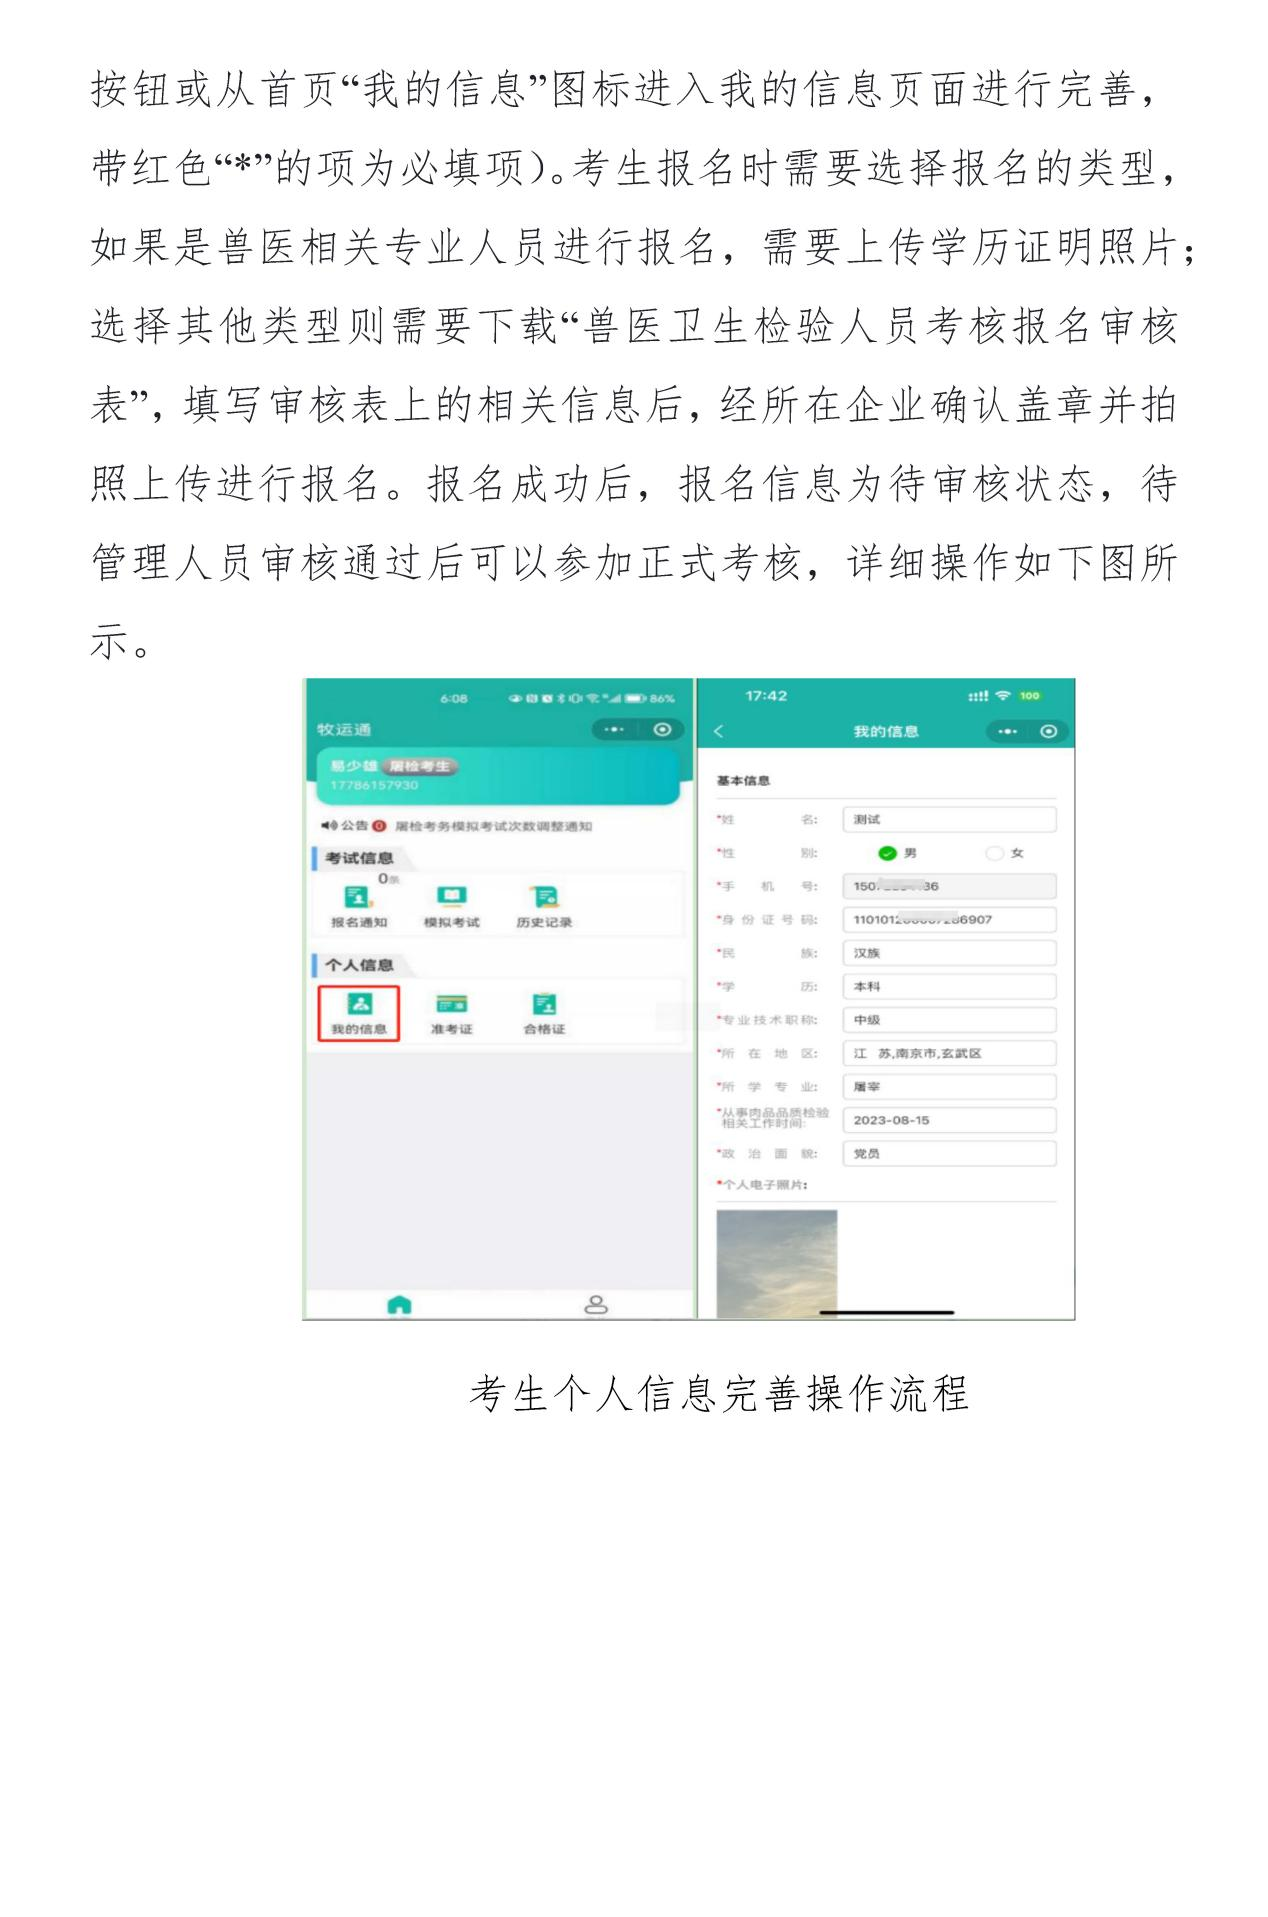 按钮或从首页“我的信息”图标进入我的信息页面进行完善，
带红色“*”的项为必填项）。考生报名时需要选择报名的类型，
如果是兽医相关专业人员进行报名，需要上传学历证明照片；
选择其他类型则需要下载“兽医卫生检验人员考核报名审核
表”，填写审核表上的相关信息后，经所在企业确认盖章并拍
照上传进行报名。报名成功后，报名信息为待审核状态，待
管理人员审核通过后可以参加正式考核，详细操作如下图所
示。
6:08 86%
牧运通
易少雄 屠检考生
17786157930
公告 0 屠检考务模拟考试次数调整通知
考试信息
0条
报名通知 模拟考试 历史记录
个人信息
我的信息 准考证 合格证
17:42 100
我的信息
基本信息
*姓名: 测试
*性别: 男 女
*手机号: 150 36
*身份证号码: 110101 6907
*民族: 汉族
*学历: 本科
*专业技术职称: 中级
*所在地区: 江 苏,南京市,玄武区
*所学专业: 屠宰
*从事肉品品质检验
相关工作时间: 2023-08-15
*政治面貌: 党员
*个人电子照片:
考生个人信息完善操作流程